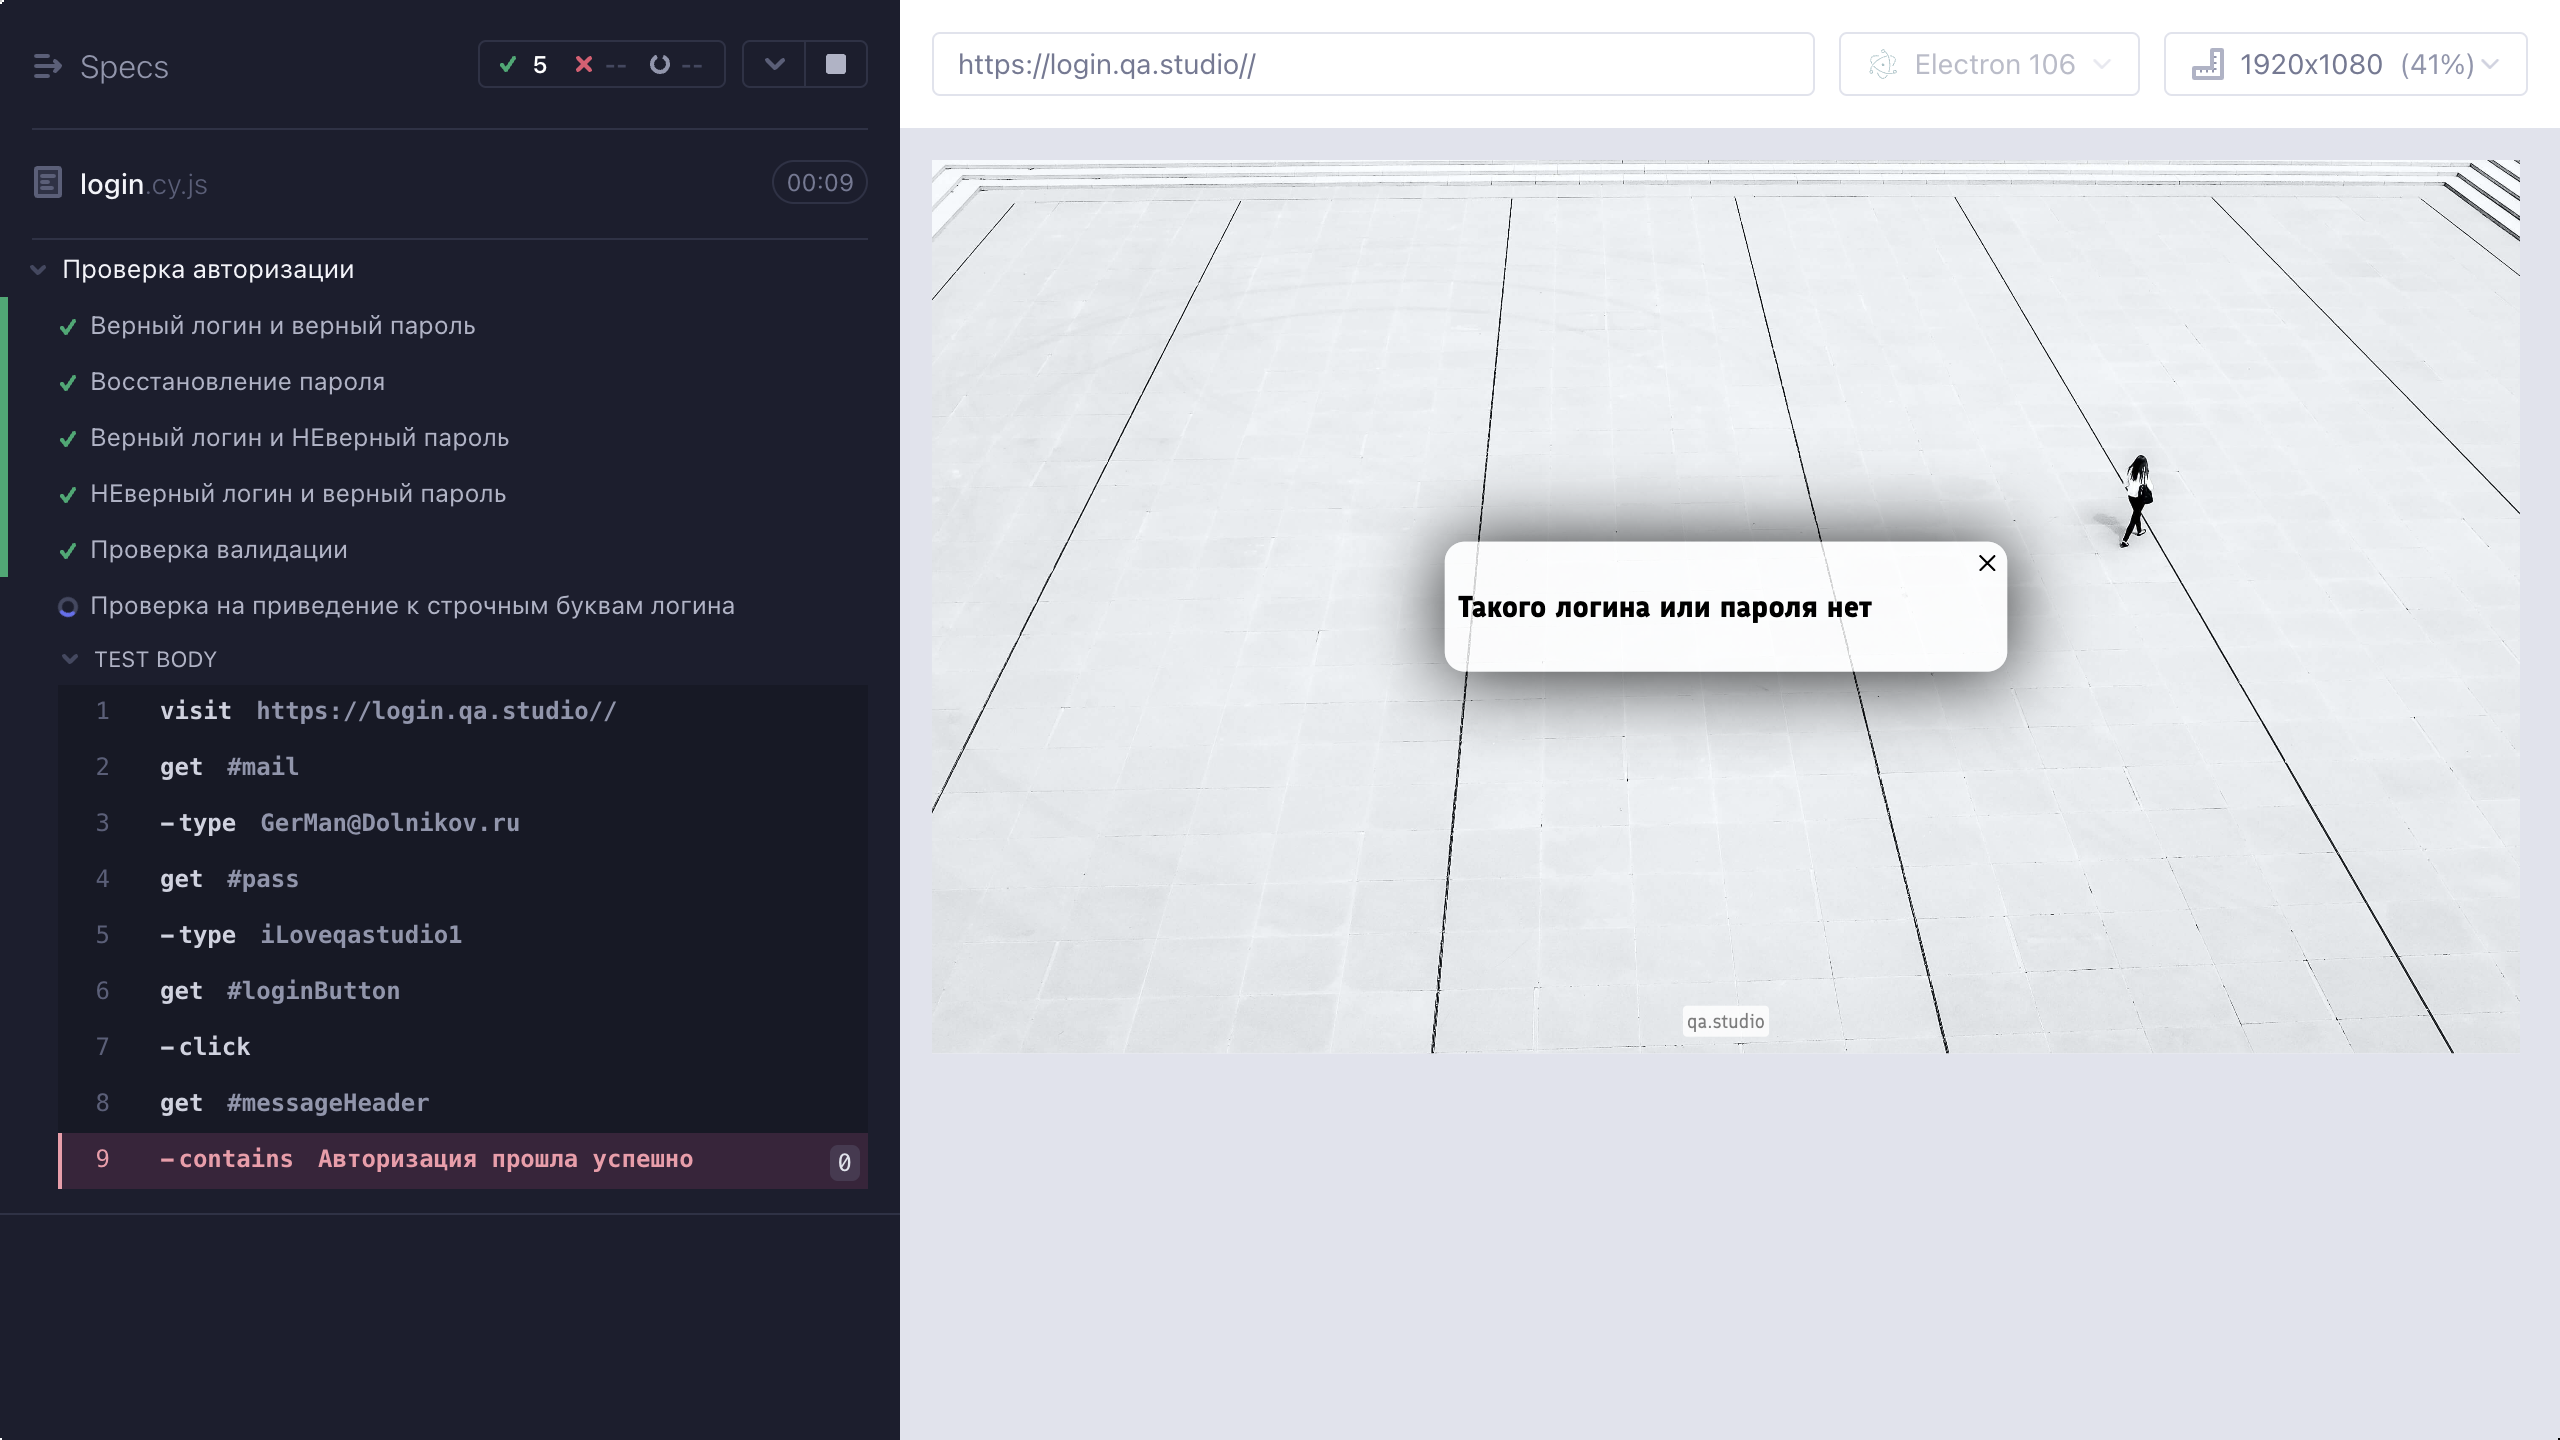 Specs
5 -- --
login.cy.js
00:09
Проверка авторизации
Верный логин и верный пароль
Восстановление пароля
Верный логин и НЕверный пароль
НЕверный логин и верный пароль
Проверка валидации
Проверка на приведение к строчным буквам логина
TEST BODY
1 visit https://login.qa.studio//
2 get #mail
3 -type GerMan@Dolnikov.ru
4 get #pass
5 -type iLoveqastudio1
6 get #loginButton
7 -click
8 get #messageHeader
9 -contains Авторизация прошла успешно 0
https://login.qa.studio//
Electron 106
1920x1080 (41%)
Такого логина или пароля нет
qa.studio